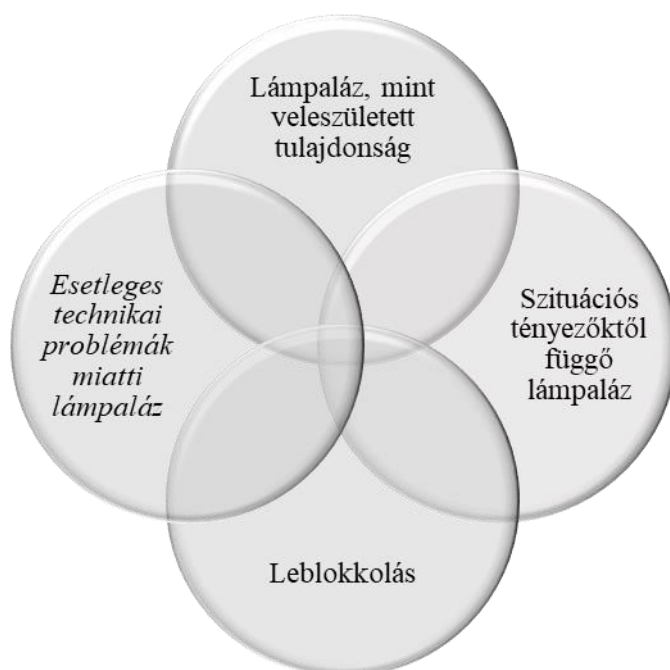 Lámpaláz, mint
veleszületett
tulajdonság
Esetleges
technikai
problémák
miatti
lámpaláz
Szituációs
tényezőktől
függő
lámpaláz
Leblokkolás